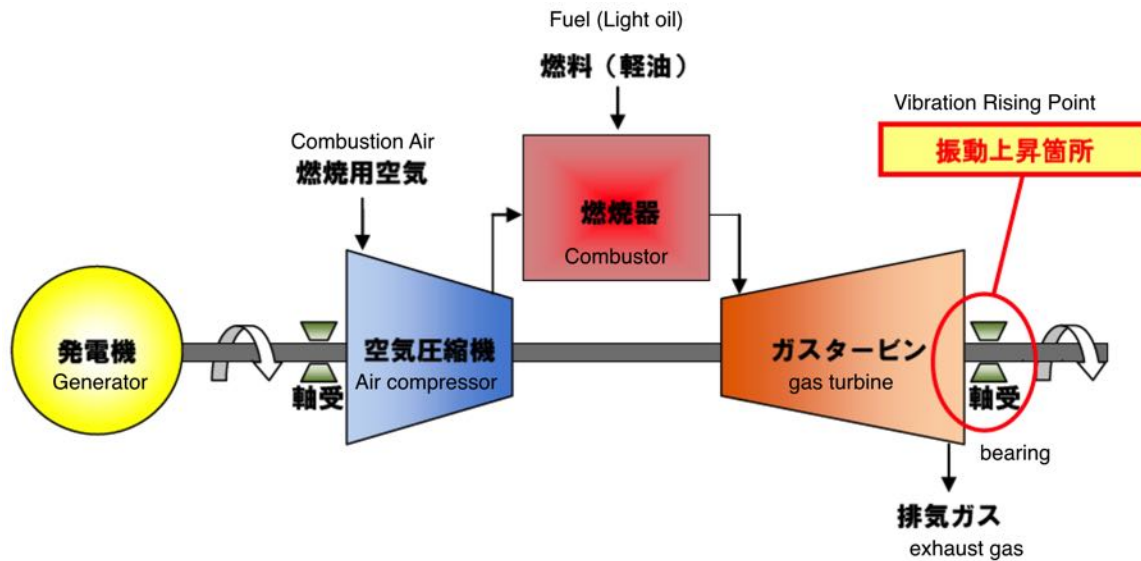 Fuel (Light oil)
燃料（軽油）
Vibration Rising Point
振動上昇箇所
Combustion Air
燃焼用空気
燃焼器
Combustor
発電機
Generator
軸受
空気圧縮機
Air compressor
ガスタービン
gas turbine
軸受
bearing
排気ガス
exhaust gas